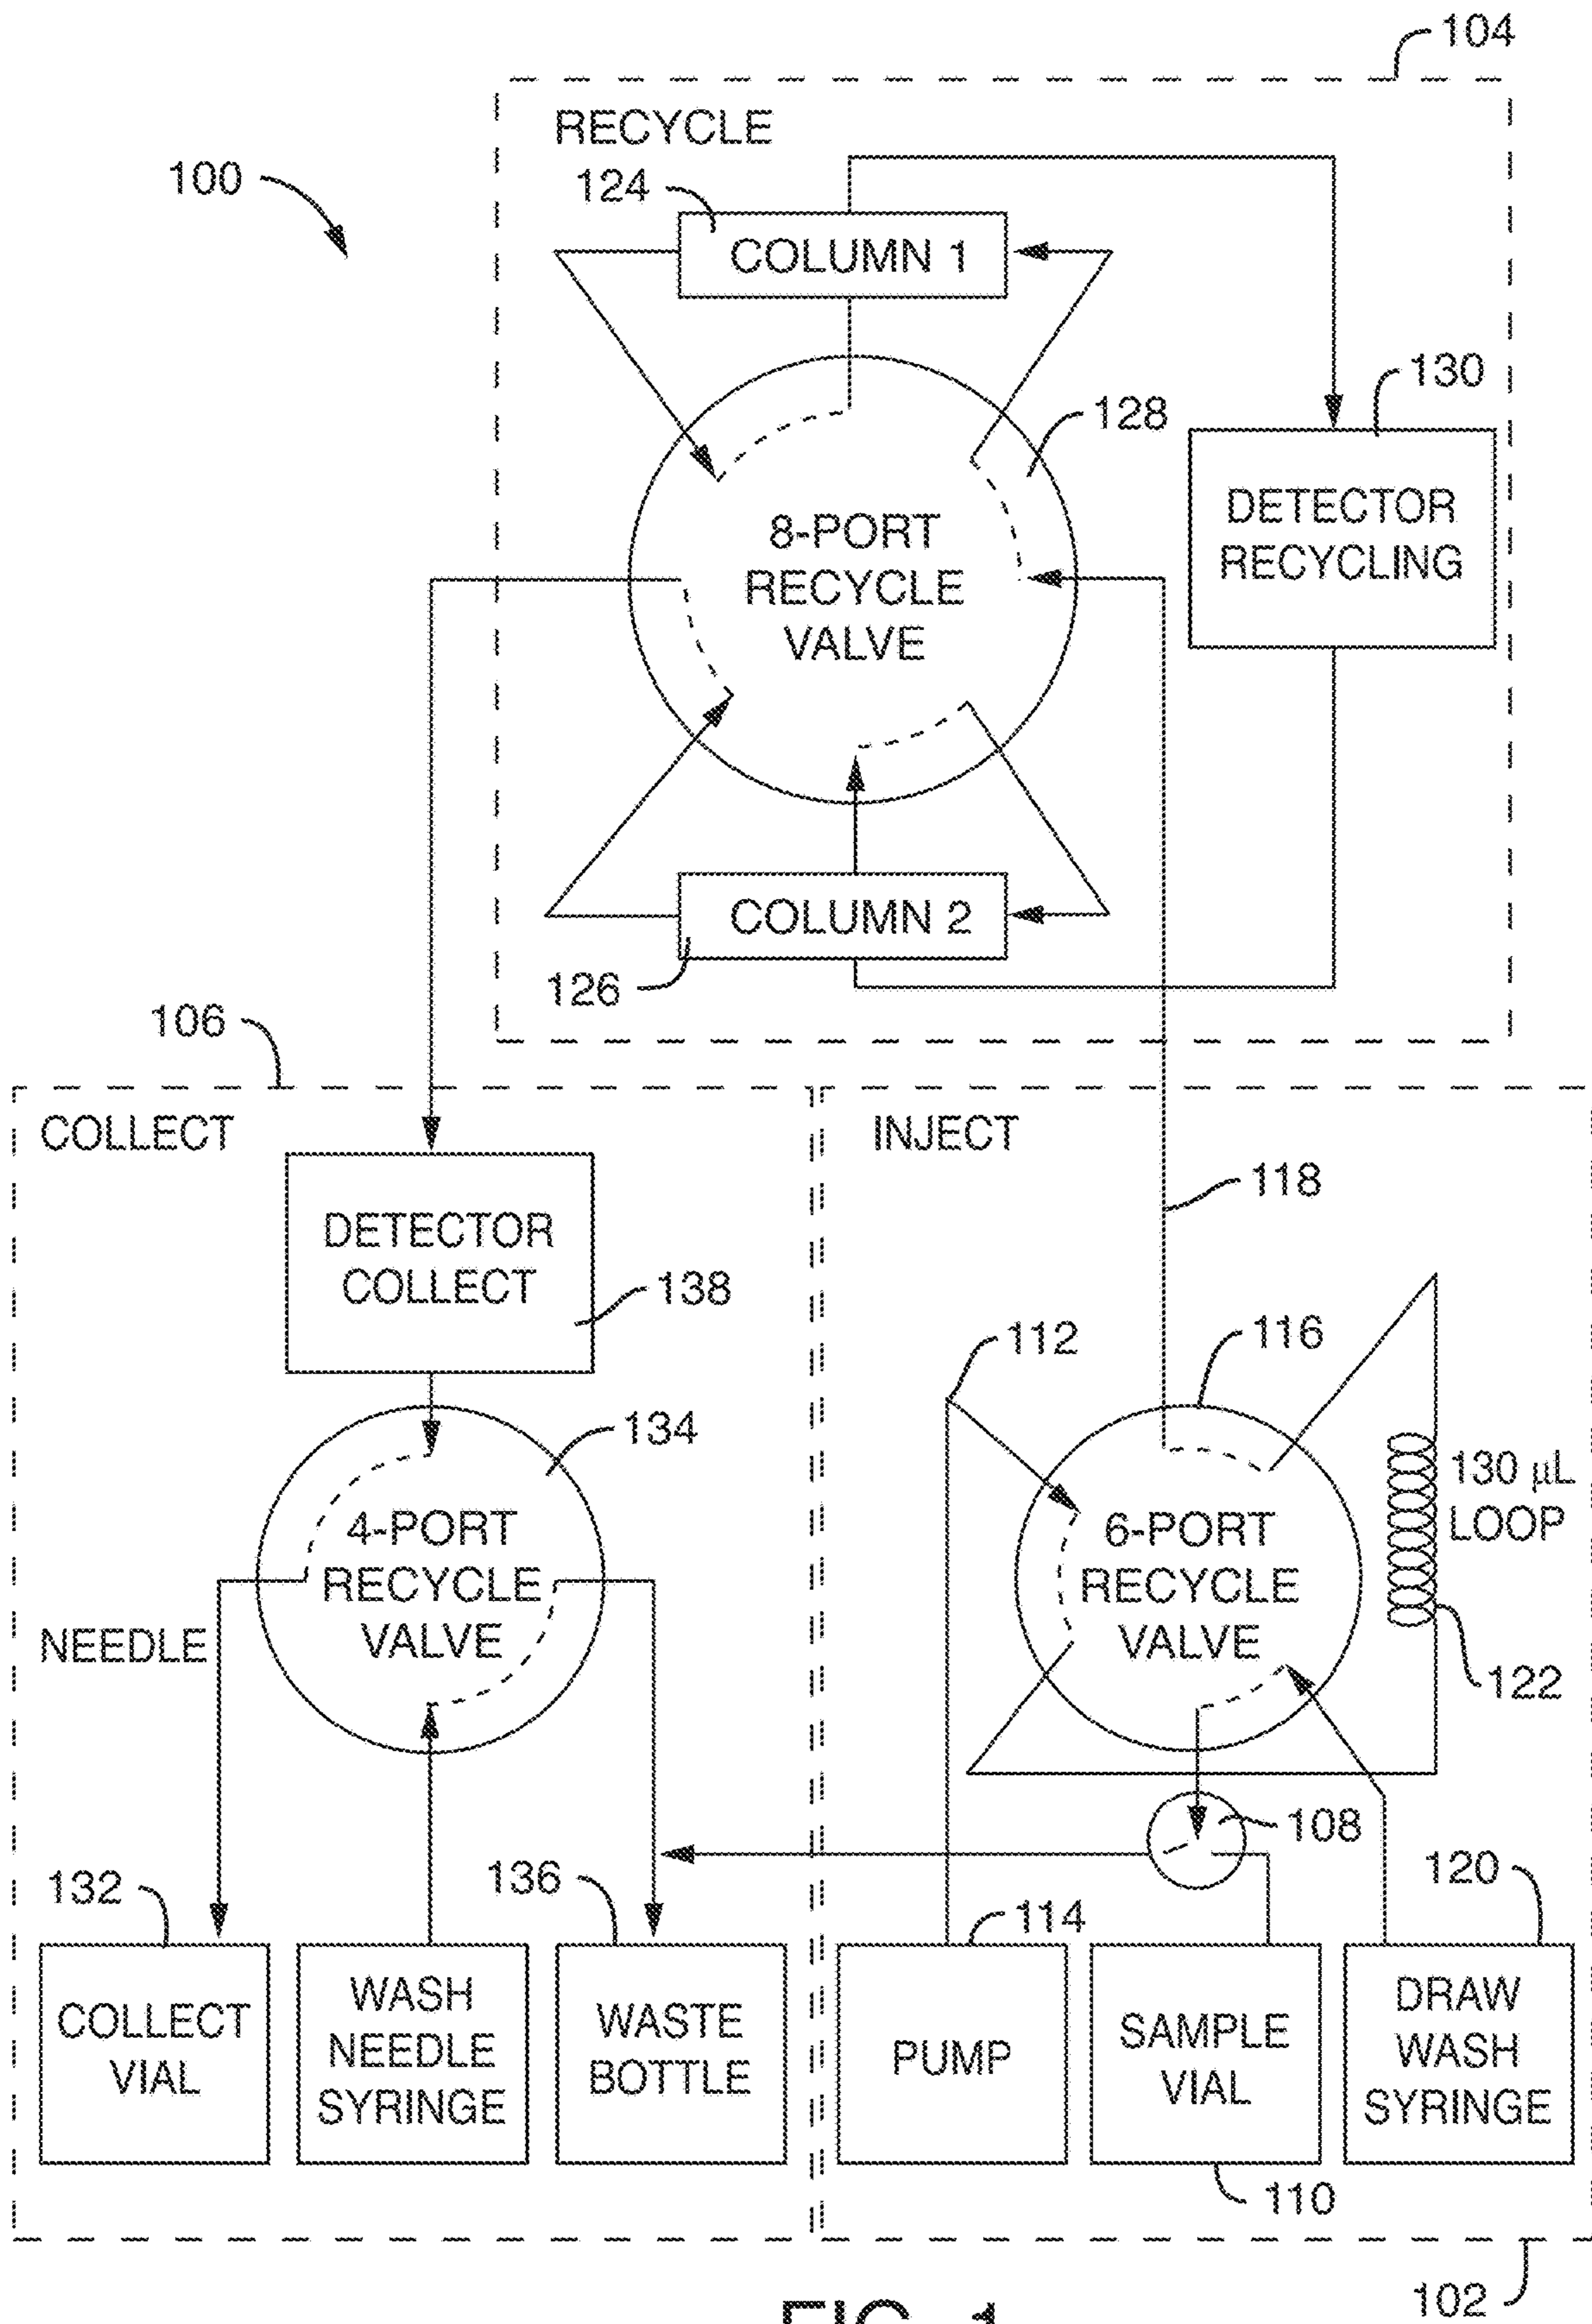 104
RECYCLE
100
124
COLUMN 1
130
128
DETECTOR
RECYCLING
8-PORT
RECYCLE
VALVE
COLUMN 2
126
106
COLLECT
INJECT
118
DETECTOR
COLLECT
138
112
116
134
130 µL
LOOP
4-PORT
RECYCLE
VALVE
6-PORT
RECYCLE
VALVE
NEEDLE
122
108
132
136
120
114
COLLECT
VIAL
WASH
NEEDLE
SYRINGE
WASTE
BOTTLE
PUMP
SAMPLE
VIAL
DRAW
WASH
SYRINGE
110
102
FIG. 1